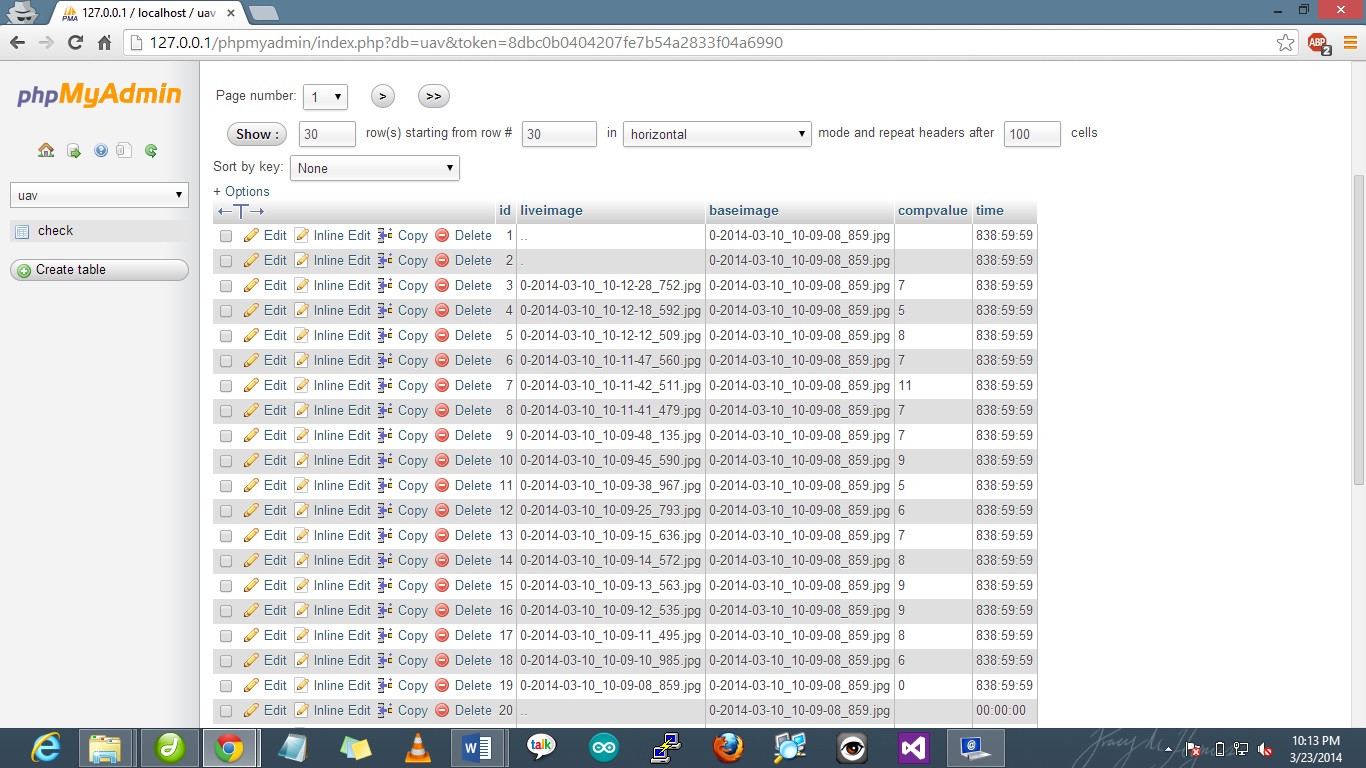 127.0.0.1 / localhost / uav
127.0.0.1/phpmyadmin/index.php?db=uav&token=8dbc0b0404207fe7b54a2833f04a6990
ABP 2
phpMyAdmin
uav
check
Create table
Page number: 1 > >>
Show : 30 row(s) starting from row # 30 in horizontal mode and repeat headers after 100 cells
Sort by key: None
+ Options
←T→ id liveimage baseimage compvalue time
Edit Inline Edit Copy Delete 1 .. 0-2014-03-10_10-09-08_859.jpg 838:59:59
Edit Inline Edit Copy Delete 2 . 0-2014-03-10_10-09-08_859.jpg 838:59:59
Edit Inline Edit Copy Delete 3 0-2014-03-10_10-12-28_752.jpg 0-2014-03-10_10-09-08_859.jpg 7 838:59:59
Edit Inline Edit Copy Delete 4 0-2014-03-10_10-12-18_592.jpg 0-2014-03-10_10-09-08_859.jpg 5 838:59:59
Edit Inline Edit Copy Delete 5 0-2014-03-10_10-12-12_509.jpg 0-2014-03-10_10-09-08_859.jpg 8 838:59:59
Edit Inline Edit Copy Delete 6 0-2014-03-10_10-11-47_560.jpg 0-2014-03-10_10-09-08_859.jpg 7 838:59:59
Edit Inline Edit Copy Delete 7 0-2014-03-10_10-11-42_511.jpg 0-2014-03-10_10-09-08_859.jpg 11 838:59:59
Edit Inline Edit Copy Delete 8 0-2014-03-10_10-11-41_479.jpg 0-2014-03-10_10-09-08_859.jpg 7 838:59:59
Edit Inline Edit Copy Delete 9 0-2014-03-10_10-09-48_135.jpg 0-2014-03-10_10-09-08_859.jpg 7 838:59:59
Edit Inline Edit Copy Delete 10 0-2014-03-10_10-09-45_590.jpg 0-2014-03-10_10-09-08_859.jpg 9 838:59:59
Edit Inline Edit Copy Delete 11 0-2014-03-10_10-09-38_967.jpg 0-2014-03-10_10-09-08_859.jpg 5 838:59:59
Edit Inline Edit Copy Delete 12 0-2014-03-10_10-09-25_793.jpg 0-2014-03-10_10-09-08_859.jpg 6 838:59:59
Edit Inline Edit Copy Delete 13 0-2014-03-10_10-09-15_636.jpg 0-2014-03-10_10-09-08_859.jpg 7 838:59:59
Edit Inline Edit Copy Delete 14 0-2014-03-10_10-09-14_572.jpg 0-2014-03-10_10-09-08_859.jpg 8 838:59:59
Edit Inline Edit Copy Delete 15 0-2014-03-10_10-09-13_563.jpg 0-2014-03-10_10-09-08_859.jpg 9 838:59:59
Edit Inline Edit Copy Delete 16 0-2014-03-10_10-09-12_535.jpg 0-2014-03-10_10-09-08_859.jpg 9 838:59:59
Edit Inline Edit Copy Delete 17 0-2014-03-10_10-09-11_495.jpg 0-2014-03-10_10-09-08_859.jpg 8 838:59:59
Edit Inline Edit Copy Delete 18 0-2014-03-10_10-09-10_985.jpg 0-2014-03-10_10-09-08_859.jpg 6 838:59:59
Edit Inline Edit Copy Delete 19 0-2014-03-10_10-09-08_859.jpg 0-2014-03-10_10-09-08_859.jpg 0 838:59:59
Edit Inline Edit Copy Delete 20 .. 0-2014-03-10_10-09-08_859.jpg 00:00:00
talk
10:13 PM
3/23/2014